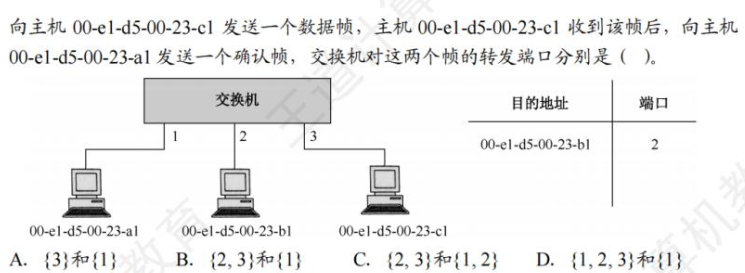 向主机 00-e1-d5-00-23-c1 发送一个数据帧，主机 00-e1-d5-00-23-c1 收到该帧后，向主机
00-e1-d5-00-23-a1 发送一个确认帧，交换机对这两个帧的转发端口分别是（ ）。
交换机
1 2 3
00-e1-d5-00-23-a1 00-e1-d5-00-23-b1 00-e1-d5-00-23-c1
目的地址 端口
00-e1-d5-00-23-b1 2
A. {3}和{1} B. {2, 3}和{1} C. {2, 3}和{1, 2} D. {1, 2, 3}和{1}